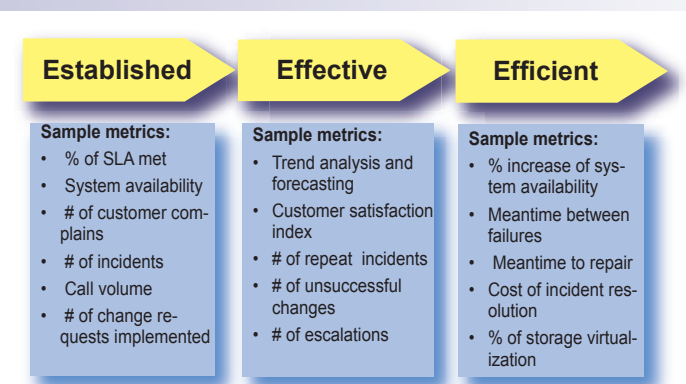 Established
Effective
Efficient
Sample metrics:
• % of SLA met
• System availability
• # of customer com-
plains
• # of incidents
• Call volume
• # of change re-
quests implemented
Sample metrics:
• Trend analysis and
forecasting
• Customer satisfaction
index
• # of repeat incidents
• # of unsuccessful
changes
• # of escalations
Sample metrics:
• % increase of sys-
tem availability
• Meantime between
failures
• Meantime to repair
• Cost of incident res-
olution
• % of storage virtual-
ization